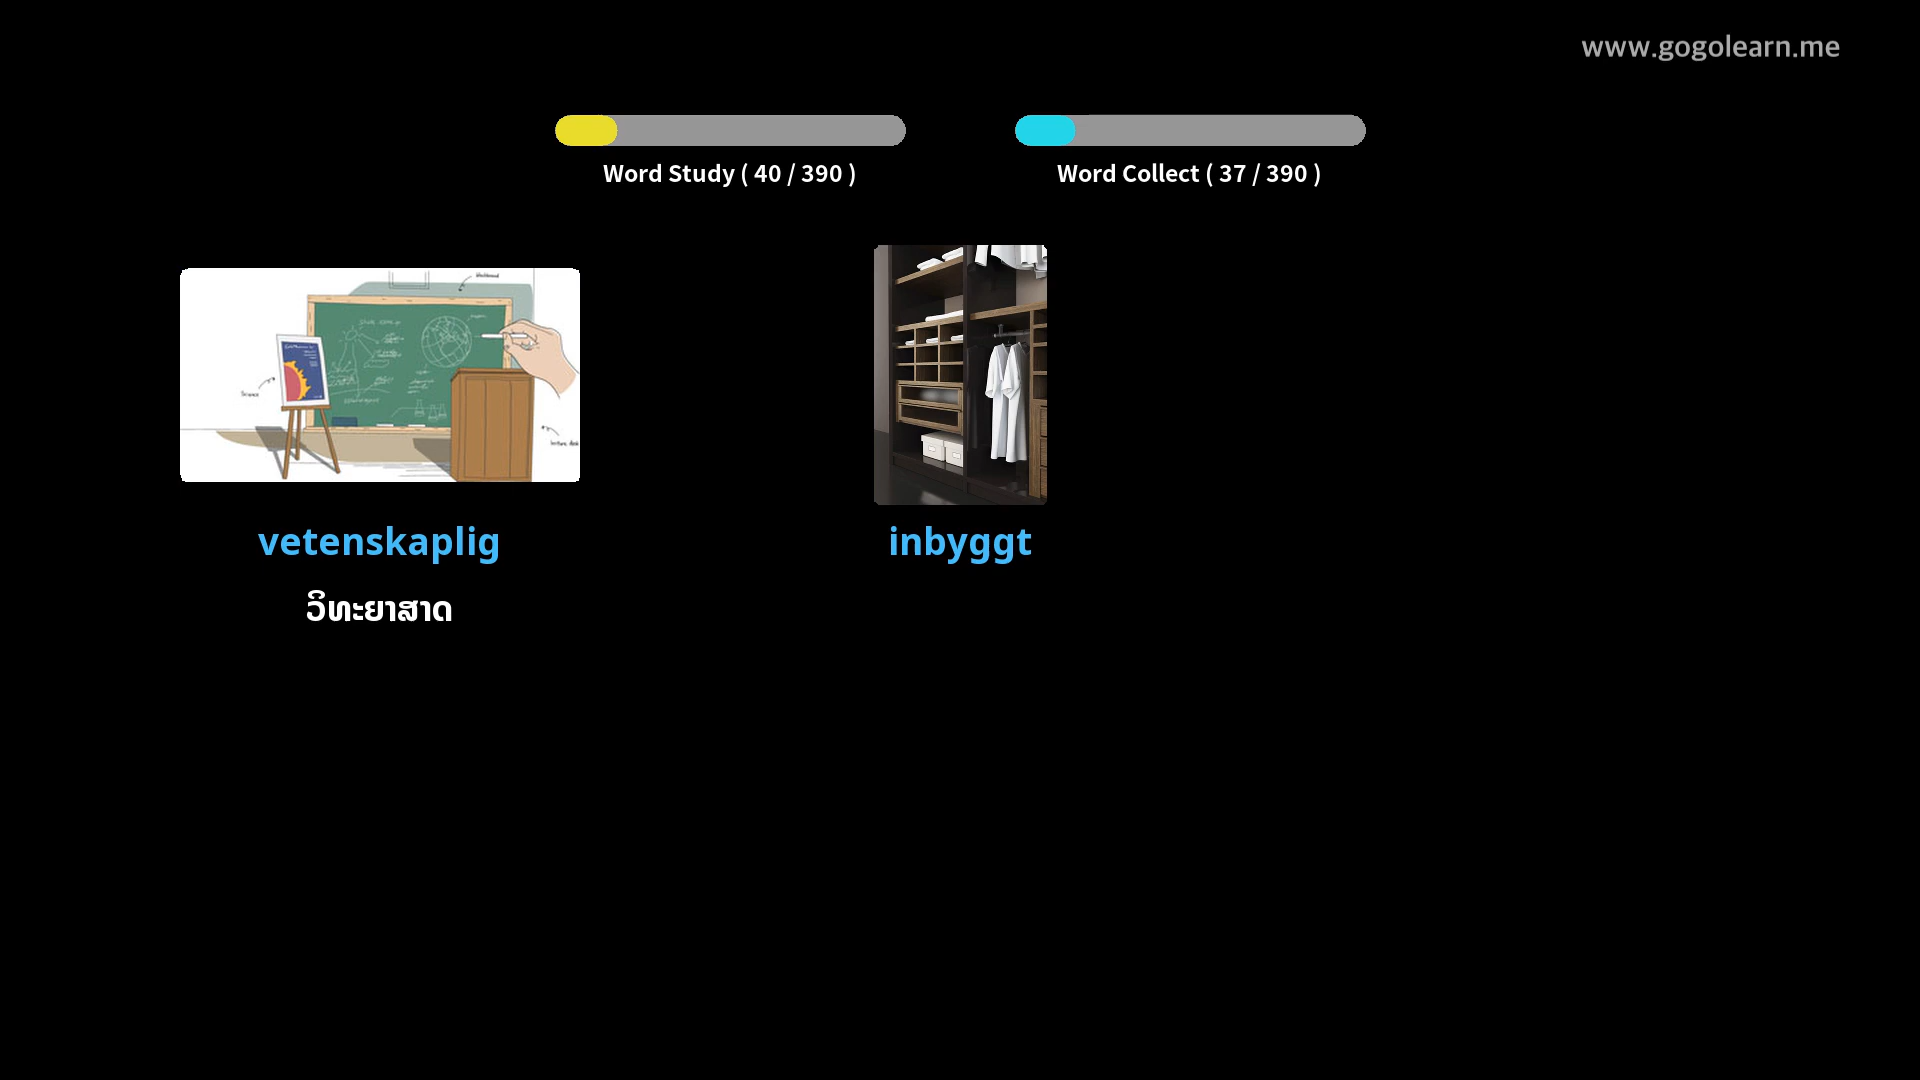 www.gogolearn.me
Word Study ( 40 / 390 )
Word Collect ( 37 / 390 )
vetenskaplig
ວິທະຍາສາດ
inbyggt